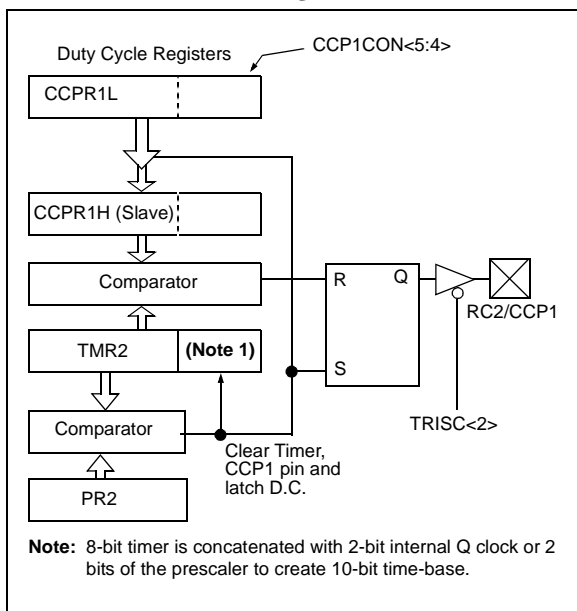 Duty Cycle Registers
CCP1CON<5:4>
CCPR1L
CCPR1H (Slave)
Comparator
R
Q
RC2/CCP1
TMR2
(Note 1)
S
TRISC<2>
Comparator
Clear Timer,
CCP1 pin and
latch D.C.
PR2
Note: 8-bit timer is concatenated with 2-bit internal Q clock or 2
bits of the prescaler to create 10-bit time-base.